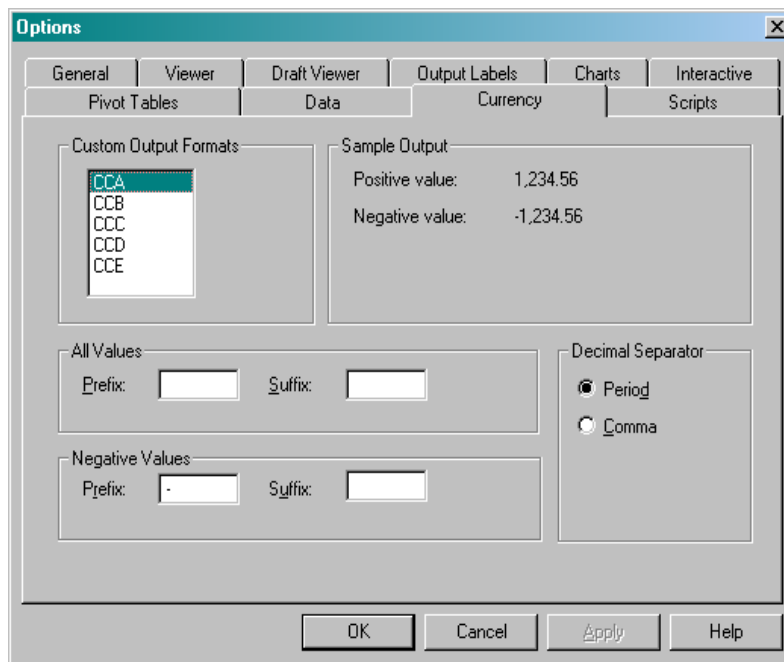 Options
General Viewer Draft Viewer Output Labels Charts Interactive
Pivot Tables Data Currency Scripts
Custom Output Formats
CCA
CCB
CCC
CCD
CCE
Sample Output
Positive value: 1,234.56
Negative value: -1,234.56
All Values
Prefix: Suffix:
Decimal Separator
Period
Comma
Negative Values
Prefix: - Suffix:
OK Cancel Apply Help